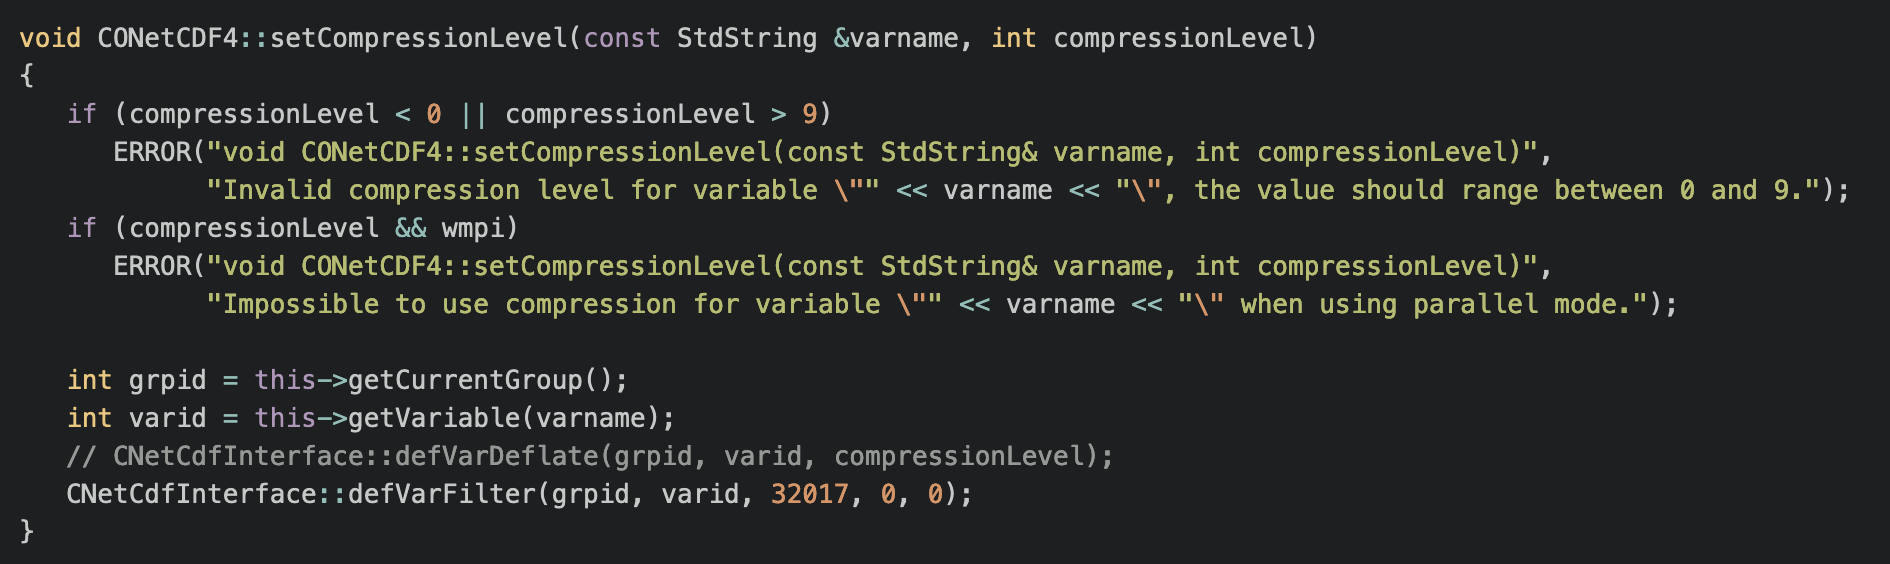 void CONetCDF4::setCompressionLevel(const StdString &varname, int compressionLevel)
{
   if (compressionLevel < 0 || compressionLevel > 9)
      ERROR("void CONetCDF4::setCompressionLevel(const StdString& varname, int compressionLevel)",
            "Invalid compression level for variable \"" << varname << "\", the value should range between 0 and 9.");
   if (compressionLevel && wmpi)
      ERROR("void CONetCDF4::setCompressionLevel(const StdString& varname, int compressionLevel)",
            "Impossible to use compression for variable \"" << varname << "\" when using parallel mode.");

   int grpid = this->getCurrentGroup();
   int varid = this->getVariable(varname);
   // CNetCdfInterface::defVarDeflate(grpid, varid, compressionLevel);
   CNetCdfInterface::defVarFilter(grpid, varid, 32017, 0, 0);
}